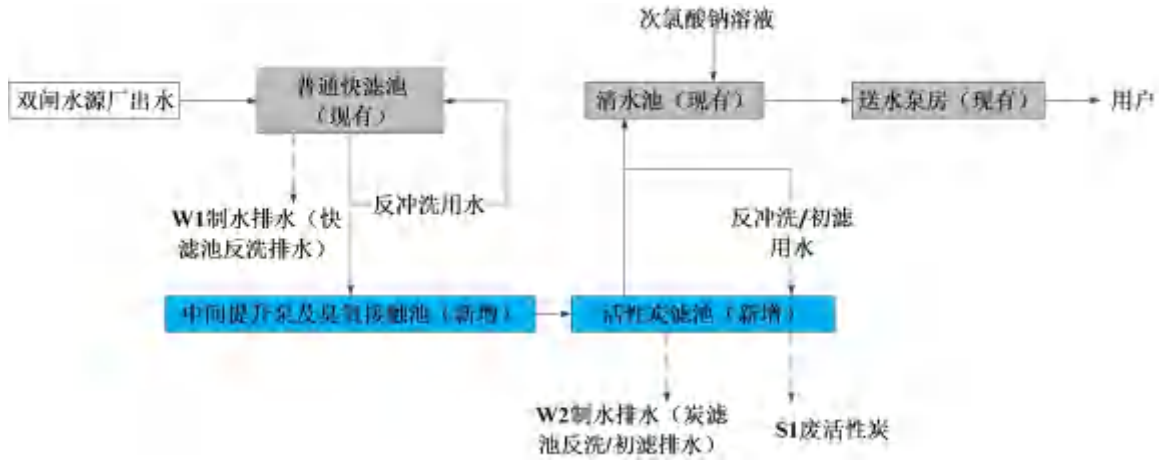 次氯酸钠溶液
双闸水源厂出水
普通快滤池
（现有）
清水池（现有）
送水泵房（现有）
用户
反冲洗用水
W1制水排水（快
滤池反洗排水）
反冲洗/初滤
用水
中间提升泵及臭氧接触池（新增）
活性炭滤池（新增）
W2制水排水（炭滤
池反洗/初滤排水）
S1废活性炭